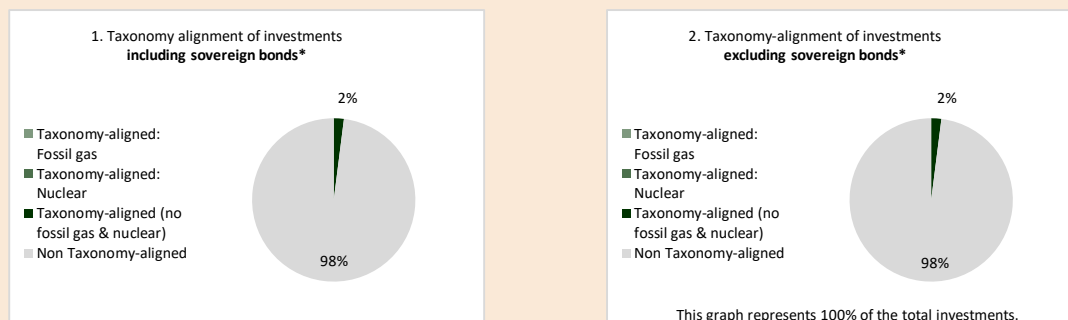 1. Taxonomy alignment of investments
including sovereign bonds*
2%
Taxonomy-aligned:
Fossil gas
Taxonomy-aligned:
Nuclear
Taxonomy-aligned (no
fossil gas & nuclear)
Non Taxonomy-aligned
98%
2. Taxonomy-alignment of investments
excluding sovereign bonds*
2%
Taxonomy-aligned:
Fossil gas
Taxonomy-aligned:
Nuclear
Taxonomy-aligned (no
fossil gas & nuclear)
Non Taxonomy-aligned
98%
This graph represents 100% of the total investments.